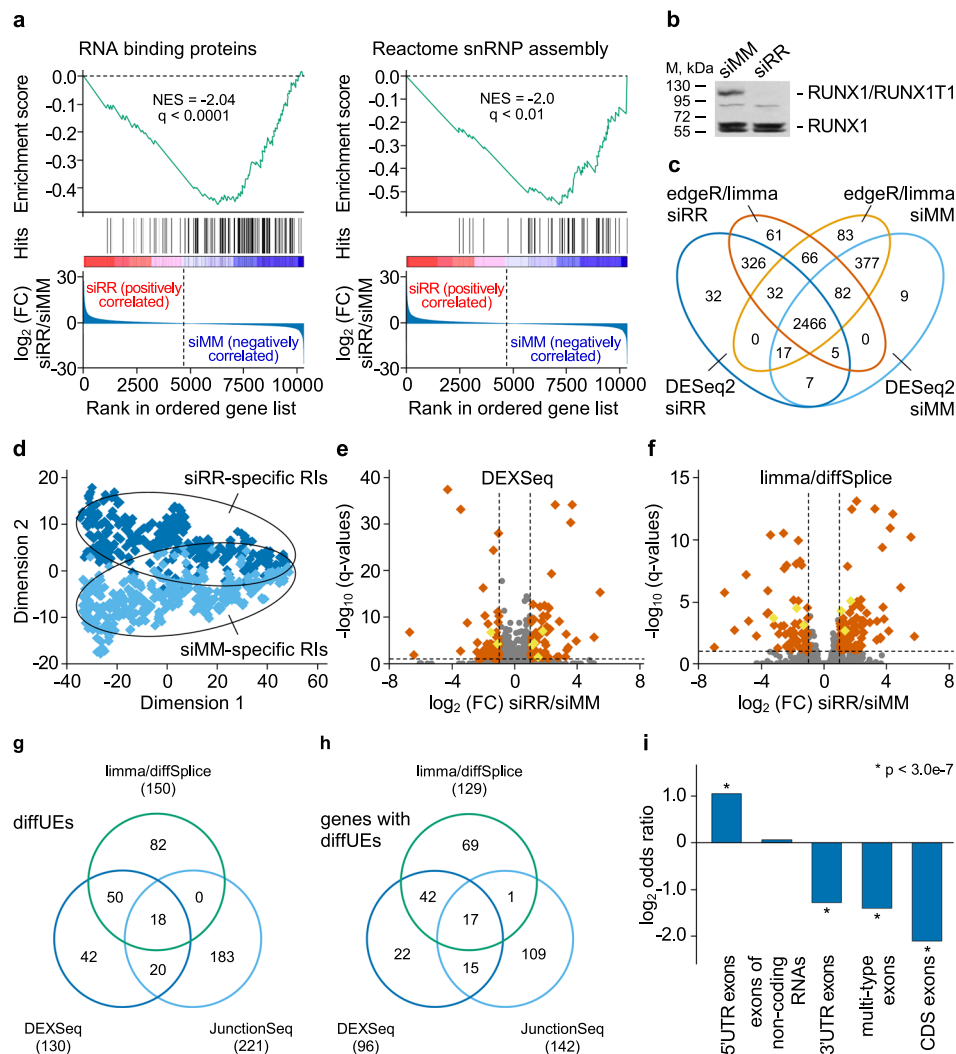 a
RNA binding proteins
Enrichment score
0.0
-0.1
-0.2
-0.3
-0.4
NES = -2.04
q < 0.0001
Hits
log2 (FC)
siRR/siMM
30
0
-30
siRR (positively
correlated)
siMM (negatively
correlated)
0 2500 5000 7500 10000
Rank in ordered gene list
Reactome snRNP assembly
Enrichment score
0.0
-0.1
-0.2
-0.3
-0.4
-0.5
NES = -2.0
q < 0.01
Hits
log2 (FC)
siRR/siMM
30
0
-30
siRR (positively
correlated)
siMM (negatively
correlated)
0 2500 5000 7500 10000
Rank in ordered gene list
b
M, kDa
siMM
siRR
130
95
72
55
- RUNX1/RUNX1T1
- RUNX1
c
edgeR/limma
siRR
edgeR/limma
siMM
61 83
326 66 377
32 32 82 9
2466
0 17 5 0
7
DESeq2
siRR
DESeq2
siMM
d
Dimension 2
20
10
0
-10
-20
siRR-specific RIs
siMM-specific RIs
-40 -20 0 20 40 60
Dimension 1
e
DEXSeq
-log10 (q-values)
40
30
20
10
0
-8 -4 0 4 8
log2 (FC) siRR/siMM
f
limma/diffSplice
-log10 (q-values)
15
10
5
0
-8 -4 0 4 8
log2 (FC) siRR/siMM
g
limma/diffSplice
(150)
diffUEs
82
50 0
18
42 20 183
DEXSeq
(130)
JunctionSeq
(221)
h
limma/diffSplice
(129)
genes with
diffUEs
69
42 1
17
22 15 109
DEXSeq
(96)
JunctionSeq
(142)
i
* p < 3.0e-7
log2 odds ratio
1.0
0
-1.0
-2.0
*
*
*
*
5'UTR exons
exons of
non-coding
RNAs
3'UTR exons
multi-type
exons
CDS exons